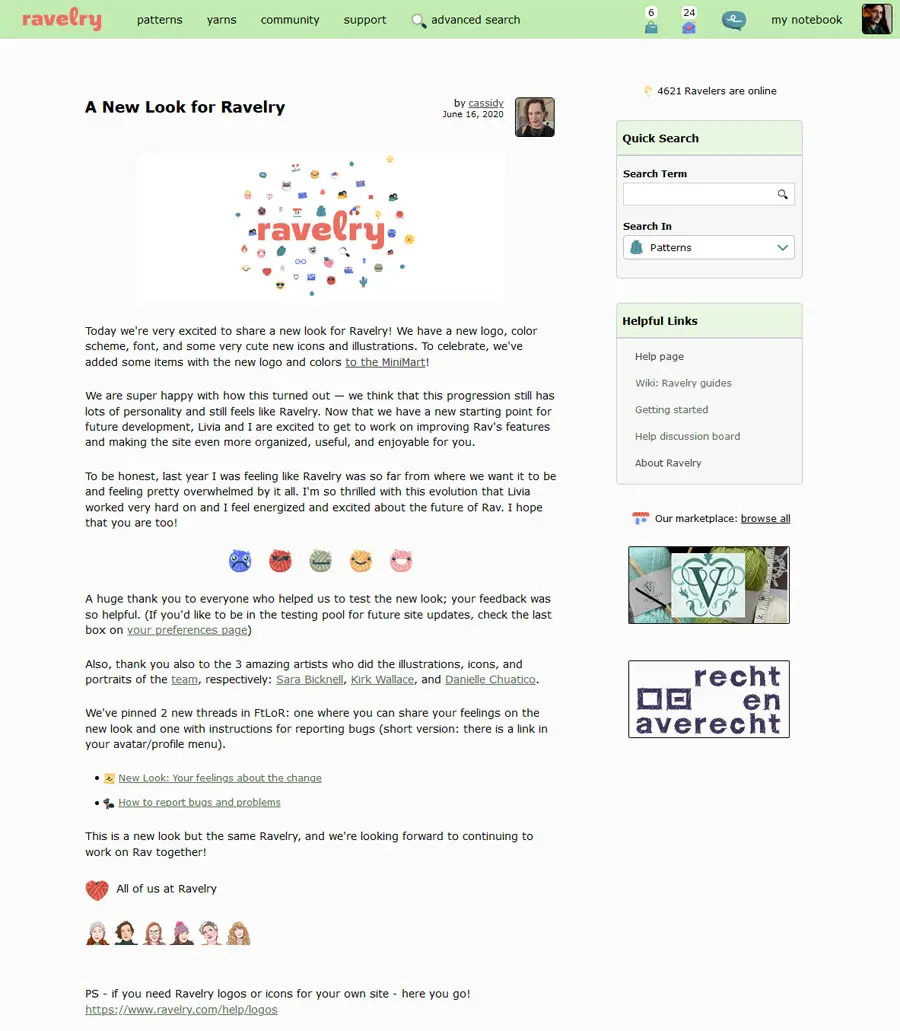 ravelry patterns yarns community support advanced search 6 24 my notebook
A New Look for Ravelry
by cassidy
June 16, 2020
ravelry
Today we're very excited to share a new look for Ravelry! We have a new logo, color
scheme, font, and some very cute new icons and illustrations. To celebrate, we've
added some items with the new logo and colors to the MiniMart!
We are super happy with how this turned out — we think that this progression still has
lots of personality and still feels like Ravelry. Now that we have a new starting point for
future development, Livia and I are excited to get to work on improving Rav's features
and making the site even more organized, useful, and enjoyable for you.
To be honest, last year I was feeling like Ravelry was so far from where we want it to be
and feeling pretty overwhelmed by it all. I'm so thrilled with this evolution that Livia
worked very hard on and I feel energized and excited about the future of Rav. I hope
that you are too!
A huge thank you to everyone who helped us to test the new look; your feedback was
so helpful. (If you'd like to be in the testing pool for future site updates, check the last
box on your preferences page)
Also, thank you also to the 3 amazing artists who did the illustrations, icons, and
portraits of the team, respectively: Sara Bicknell, Kirk Wallace, and Danielle Chuatico.
We've pinned 2 new threads in FtLoR: one where you can share your feelings on the
new look and one with instructions for reporting bugs (short version: there is a link in
your avatar/profile menu).
• New Look: Your feelings about the change
• How to report bugs and problems
This is a new look but the same Ravelry, and we're looking forward to continuing to
work on Rav together!
All of us at Ravelry
PS - if you need Ravelry logos or icons for your own site - here you go!
https://www.ravelry.com/help/logos
4621 Ravelers are online
Quick Search
Search Term
Search In
Patterns
Helpful Links
Help page
Wiki: Ravelry guides
Getting started
Help discussion board
About Ravelry
Our marketplace: browse all
V
recht
en
averecht